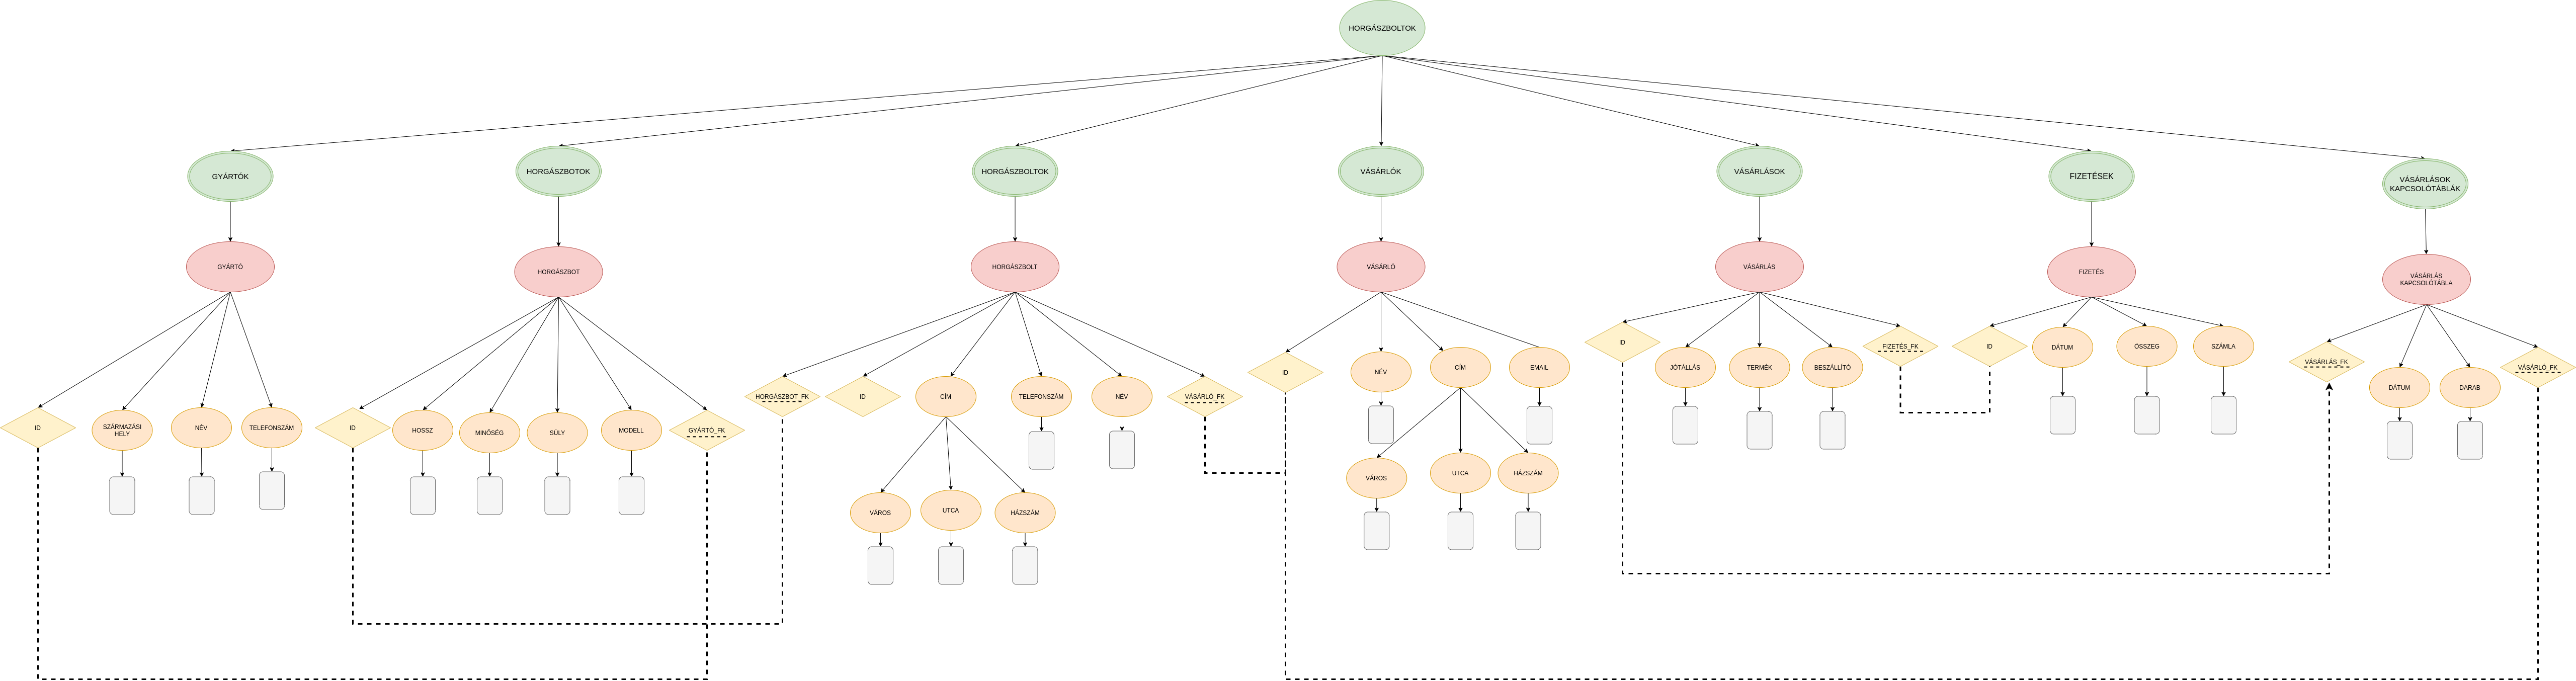 HORGÁSZBOLTOK
GYÁRTÓK
HORGÁSZBOTOK
HORGÁSZBOLTOK
VÁSÁRLÓK
VÁSÁRLÁSOK
FIZETÉSEK
VÁSÁRLÁSOK
KAPCSOLÓTÁBLÁK
GYÁRTÓ
HORGÁSZBOT
HORGÁSZBOLT
VÁSÁRLÓ
VÁSÁRLÁS
FIZETÉS
VÁSÁRLÁS
KAPCSOLÓTÁBLA
ID
SZÁRMAZÁSI
HELY
NÉV
TELEFONSZÁM
ID
HOSSZ
MINŐSÉG
SÚLY
MODELL
GYÁRTÓ_FK
HORGÁSZBOT_FK
ID
CÍM
TELEFONSZÁM
NÉV
VÁSÁRLÓ_FK
VÁROS
UTCA
HÁZSZÁM
ID
NÉV
CÍM
EMAIL
VÁROS
UTCA
HÁZSZÁM
ID
JÓTÁLLÁS
TERMÉK
BESZÁLLÍTÓ
FIZETÉS_FK
ID
DÁTUM
ÖSSZEG
SZÁMLA
VÁSÁRLÁS_FK
DÁTUM
DARAB
VÁSÁRLÓ_FK